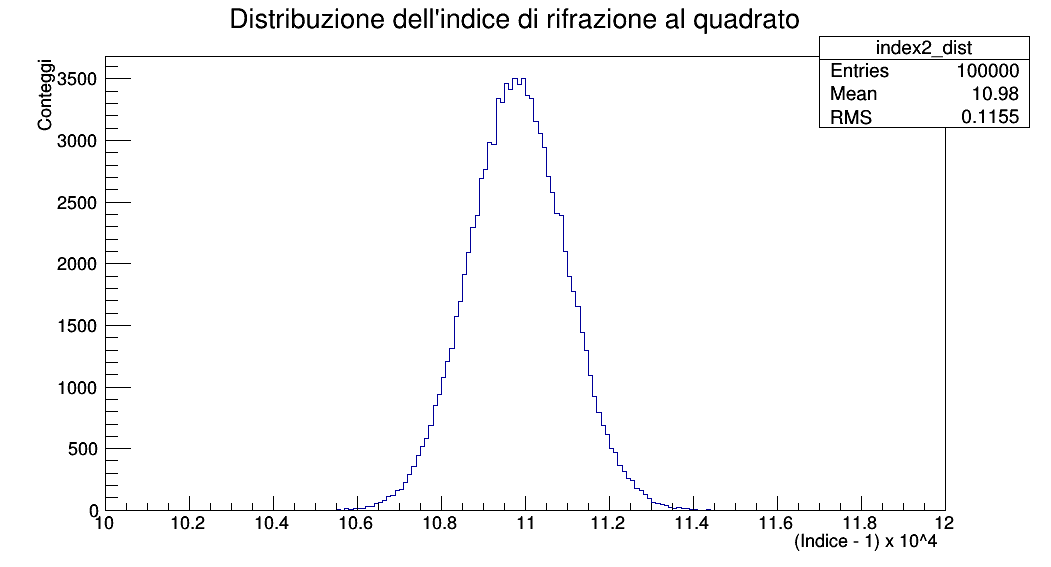 Distribuzione dell'indice di rifrazione al quadrato
index2_dist
Entries 100000
Mean 10.98
RMS 0.1155
Conteggi
3500
3000
2500
2000
1500
1000
500
0
10 10.2 10.4 10.6 10.8 11 11.2 11.4 11.6 11.8 12
(Indice - 1) x 10^4